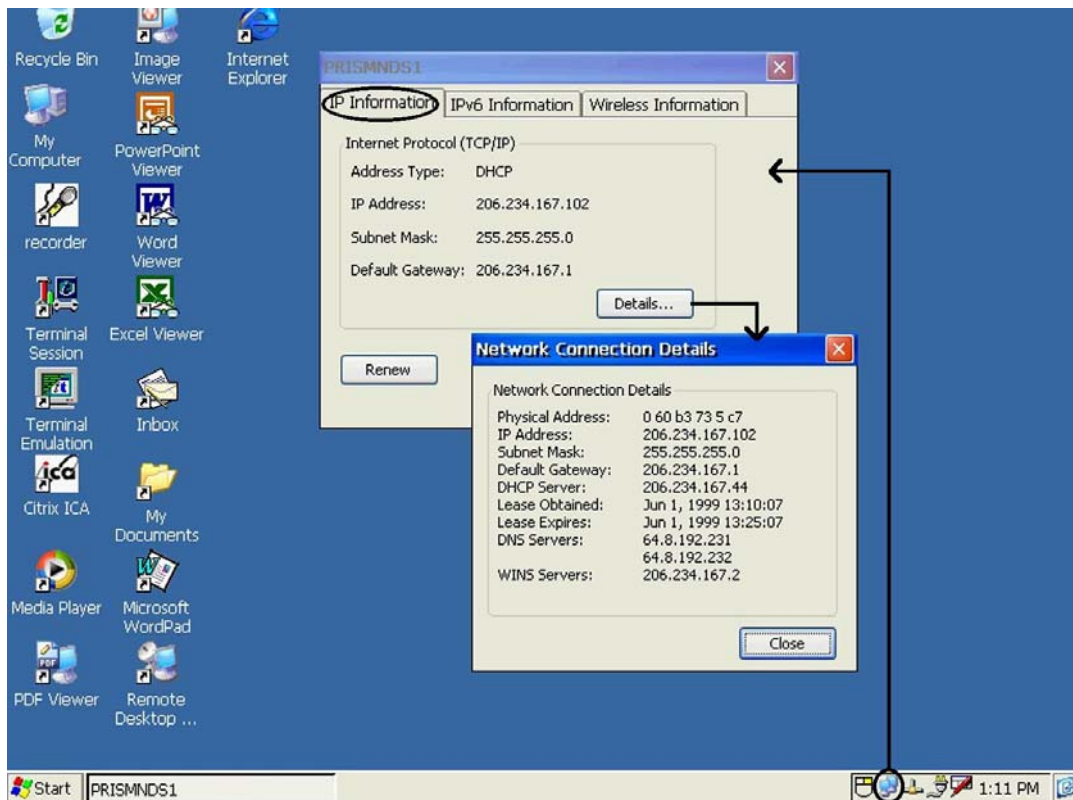 Recycle Bin
Image
Viewer
Internet
Explorer
My
Computer
PowerPoint
Viewer
recorder
Word
Viewer
Terminal
Session
Excel Viewer
Terminal
Emulation
Inbox
ica
Citrix ICA
My
Documents
Media Player
Microsoft
WordPad
PDF
PDF Viewer
Remote
Desktop ...
PRISMNDS1
IP Information
IPv6 Information
Wireless Information
Internet Protocol (TCP/IP)
Address Type: DHCP
IP Address: 206.234.167.102
Subnet Mask: 255.255.255.0
Default Gateway: 206.234.167.1
Details...
Renew
Network Connection Details
Network Connection Details
Physical Address: 0 60 b3 73 5 c7
IP Address: 206.234.167.102
Subnet Mask: 255.255.255.0
Default Gateway: 206.234.167.1
DHCP Server: 206.234.167.44
Lease Obtained: Jun 1, 1999 13:10:07
Lease Expires: Jun 1, 1999 13:25:07
DNS Servers: 64.8.192.231
64.8.192.232
WINS Servers: 206.234.167.2
Close
Start
PRISMNDS1
1:11 PM